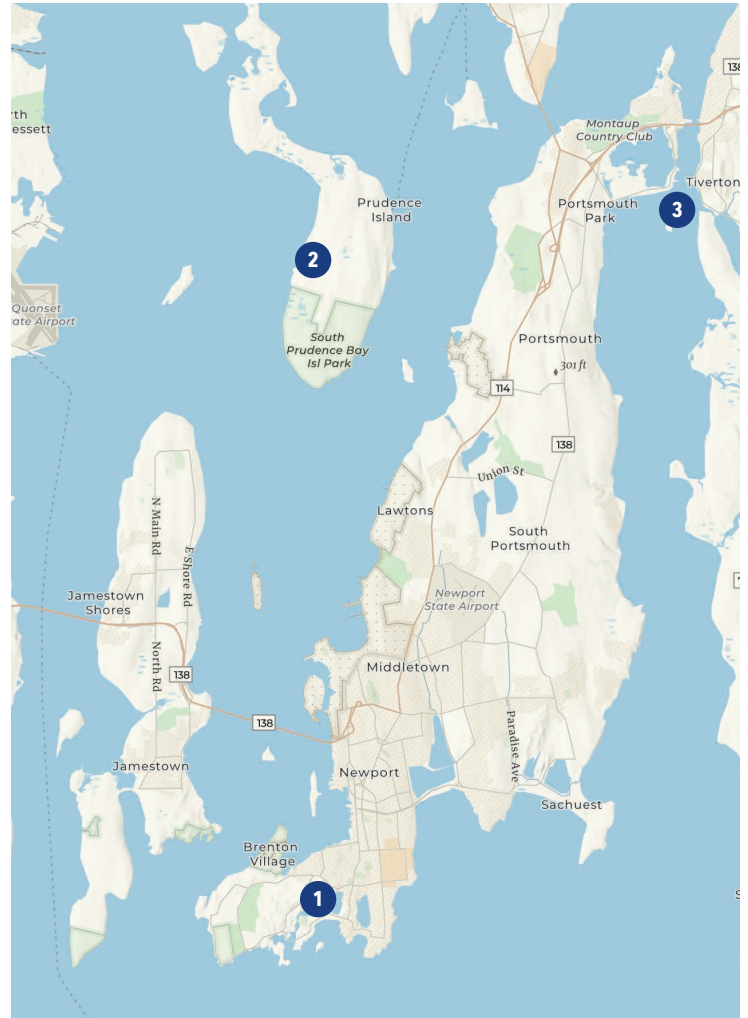 138
rth
essett
Montaup
Country Club
Tiverton
Prudence
Island
Portsmouth
Park
3
2
Quonset
ate Airport
South
Prudence Bay
Isl Park
Portsmouth
301 ft
114
138
Union St
Lawtons
South
Portsmouth
N Main Rd
E Shore Rd
Jamestown
Shores
Newport
State Airport
North Rd
138
Middletown
138
Paradise Ave
Jamestown
Newport
Sachuest
Brenton
Village
1
S